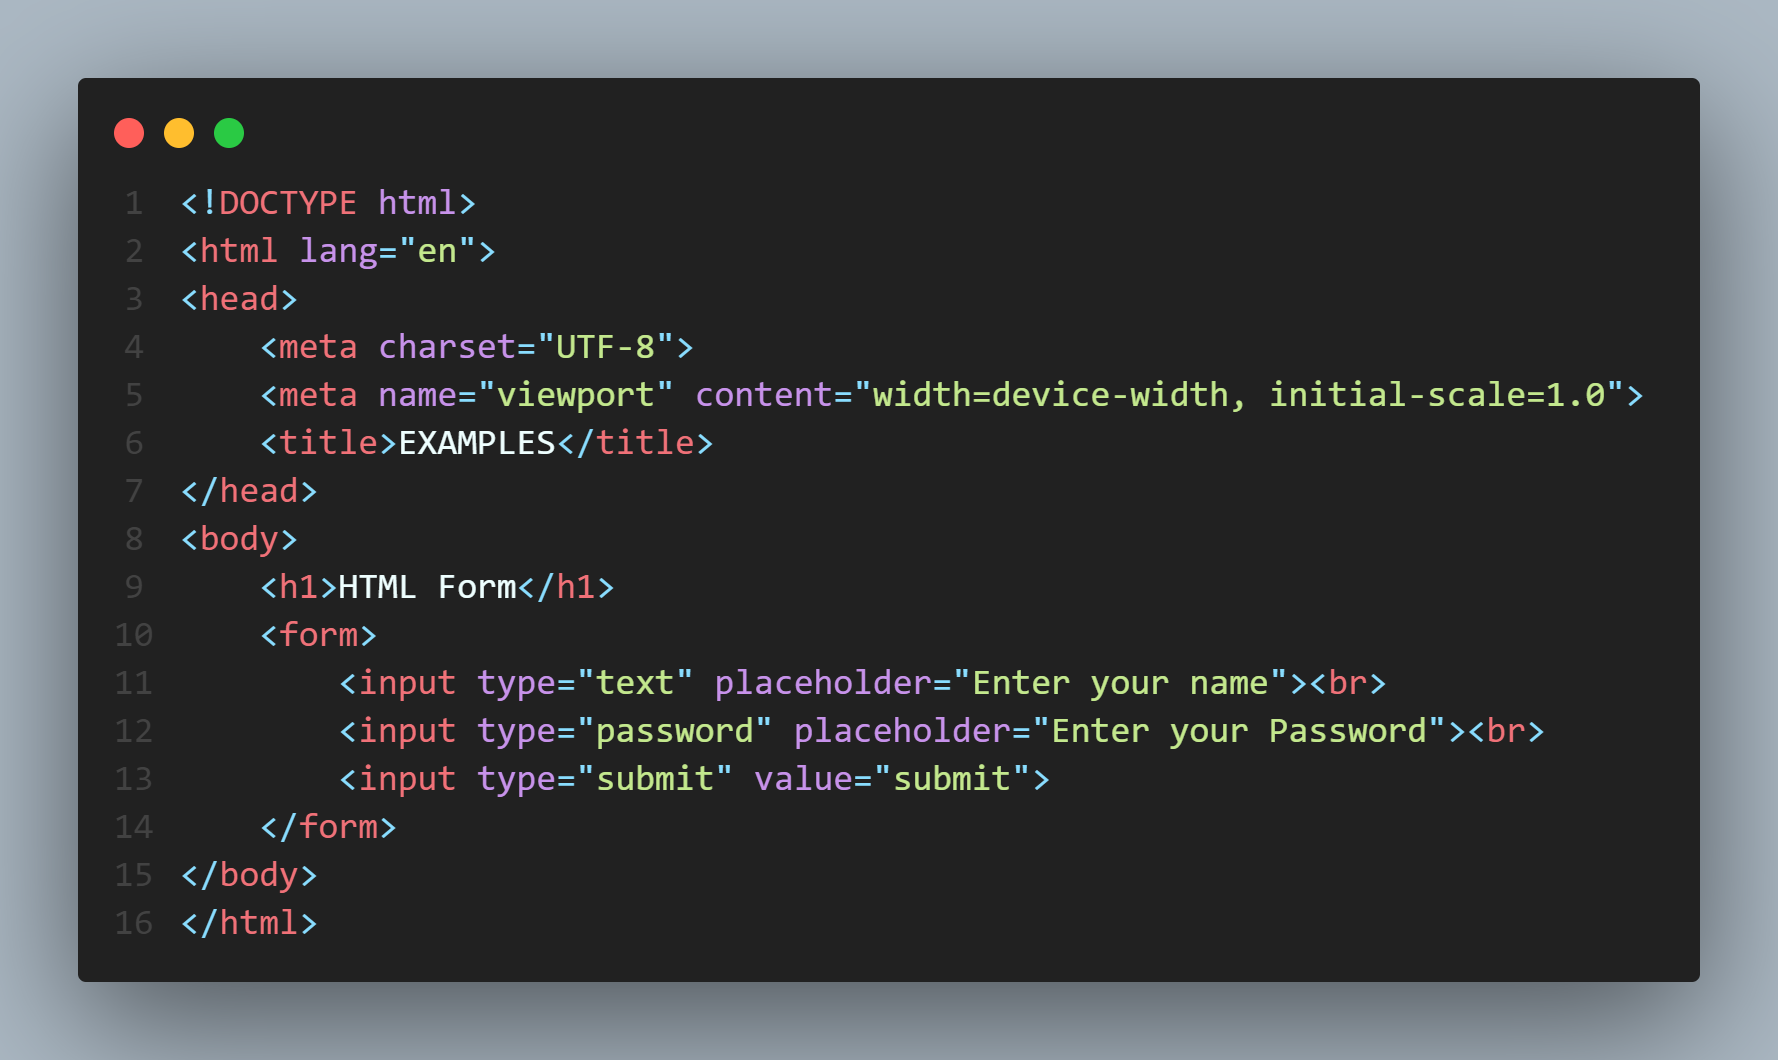 1 <!DOCTYPE html>
2 <html lang="en">
3 <head>
4     <meta charset="UTF-8">
5     <meta name="viewport" content="width=device-width, initial-scale=1.0">
6     <title>EXAMPLES</title>
7 </head>
8 <body>
9     <h1>HTML Form</h1>
10     <form>
11         <input type="text" placeholder="Enter your name"><br>
12         <input type="password" placeholder="Enter your Password"><br>
13         <input type="submit" value="submit">
14     </form>
15 </body>
16 </html>